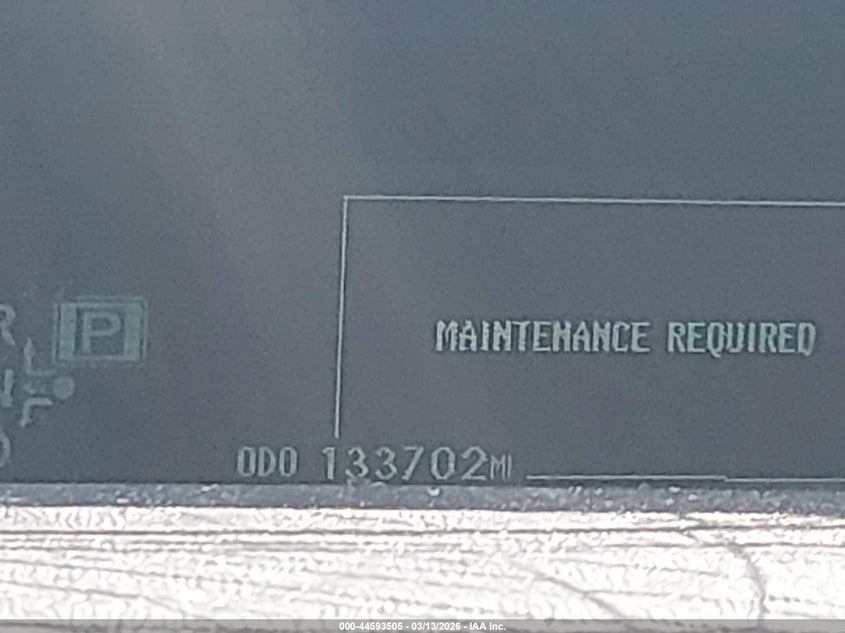 MAINTENANCE REQUIRED
R
P
N
ODO 133702MI
000-44593505 - 03/13/2026 - IAA Inc.